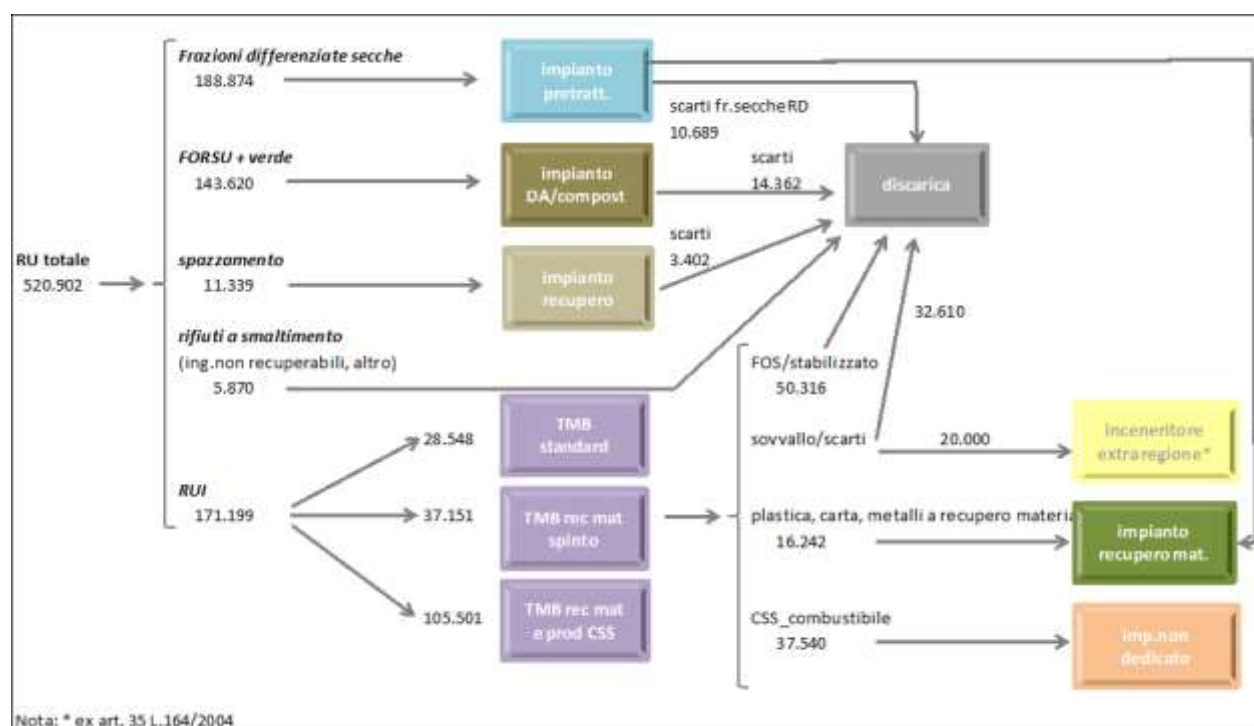 Frazioni differenziate secche
188.874
impianto
pretratt.
scarti fr.seccheRD
10.689
FORSU + verde
143.620
impianto
DA/compost
scarti
14.362
discarica
RU totale
520.902
spazzamento
11.339
impianto
recupero
scarti
3.402
32.610
rifiuti a smaltimento
(ing.non recuperabili, altro)
5.870
RUI
171.199
28.548
TMB
standard
37.151
TMB rec mat
spinto
105.501
TMB rec mat
e prod CSS
FOS/stabilizzato
50.316
sovvallo/scarti
20.000
inceneritore
extraregione*
plastica, carta, metalli a recupero materia
16.242
impianto
recupero mat.
CSS_combustibile
37.540
imp.non
dedicato
Nota: * ex art. 35 L.164/2004